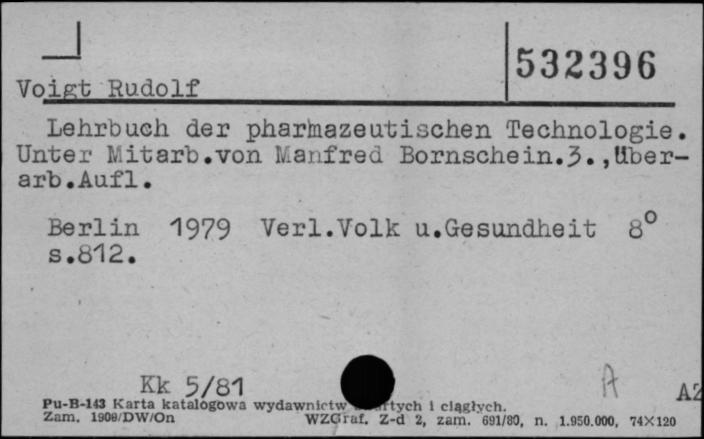 532396
Voigt Rudolf
Lehrbuch der pharmazeutischen Technologie.
Unter Mitarb.von Manfred Bornschein.3.,Über-
arb.Aufl.
Berlin 1979 Verl.Volk u.Gesundheit 8°
s.812.
Kk 5/81
A
Pu-B-143 Karta katalogowa wydawnictw i ciągłych.
Zam. 1908/DW/On WZGraf. Z-d 2, zam. 691/80, n. 1.950.000, 74×120